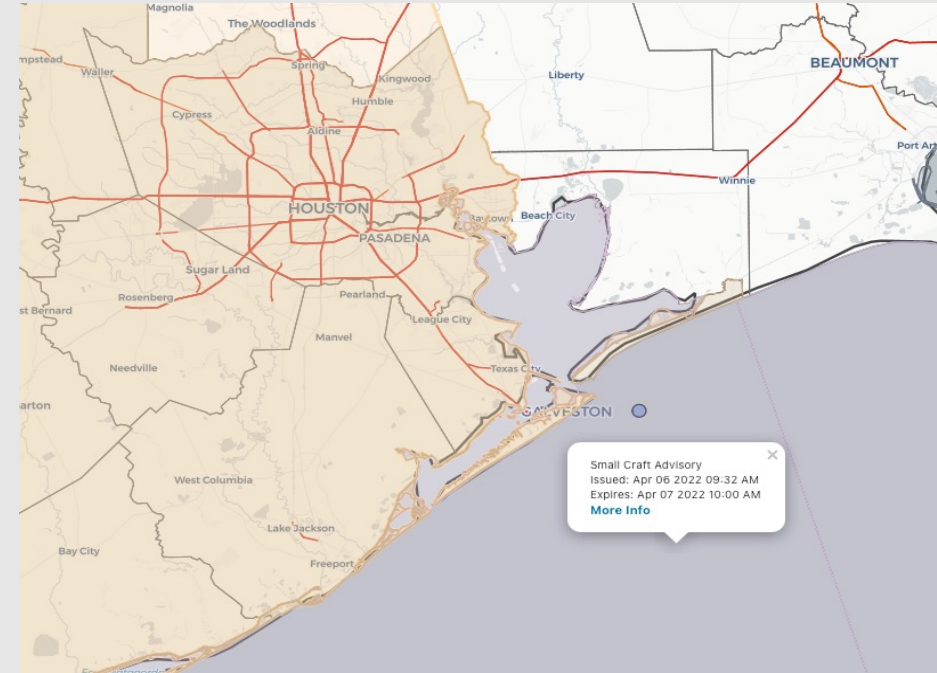 Magnolia
The Woodlands
mpstead
Waller
Spring
Kingwood
Liberty
BEAUMONT
Cypress
Humble
Aldine
Port Ar
Winnie
HOUSTON
Baytown
Beach City
PASADENA
Sugar Land
Rosenberg
Pearland
st Bernard
League City
Manvel
Needville
Texas City
arton
GALVESTON
×
Small Craft Advisory
Issued: Apr 06 2022 09:32 AM
Expires: Apr 07 2022 10:00 AM
More Info
West Columbia
Lake Jackson
Bay City
Freeport